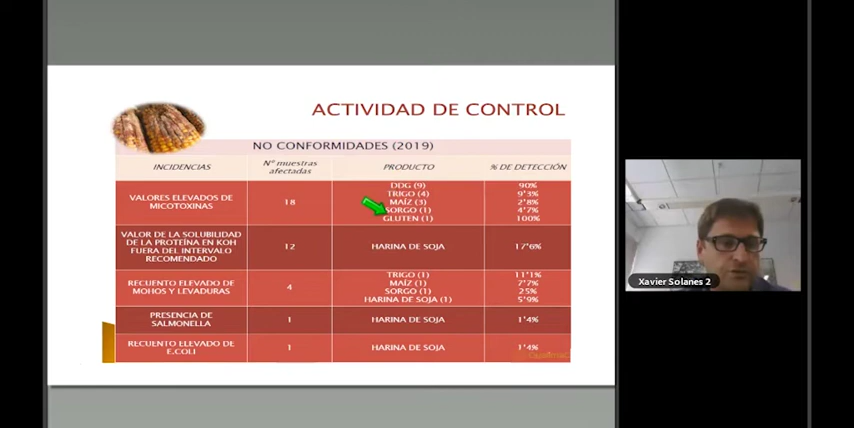 ACTIVIDAD DE CONTROL
NO CONFORMIDADES (2019)
INCIDENCIAS
Nº muestras
afectadas
PRODUCTO
% DE DETECCIÓN
VALORES ELEVADOS DE
MICOTOXINAS
18
DDG (9)
TRIGO (4)
MAÍZ (3)
SORGO (1)
GLUTEN (1)
90%
9'3%
2'8%
4'7%
100%
VALOR DE LA SOLUBILIDAD
DE LA PROTEÍNA EN KOH
FUERA DEL INTERVALO
RECOMENDADO
12
HARINA DE SOJA
17'6%
RECUENTO ELEVADO DE
MOHOS Y LEVADURAS
4
TRIGO (1)
MAÍZ (1)
SORGO (1)
HARINA DE SOJA (1)
11'1%
7'7%
25%
5'9%
PRESENCIA DE
SALMONELLA
1
HARINA DE SOJA
1'4%
RECUENTO ELEVADO DE
E.COLI
1
HARINA DE SOJA
1'4%
Xavier Solanes 2